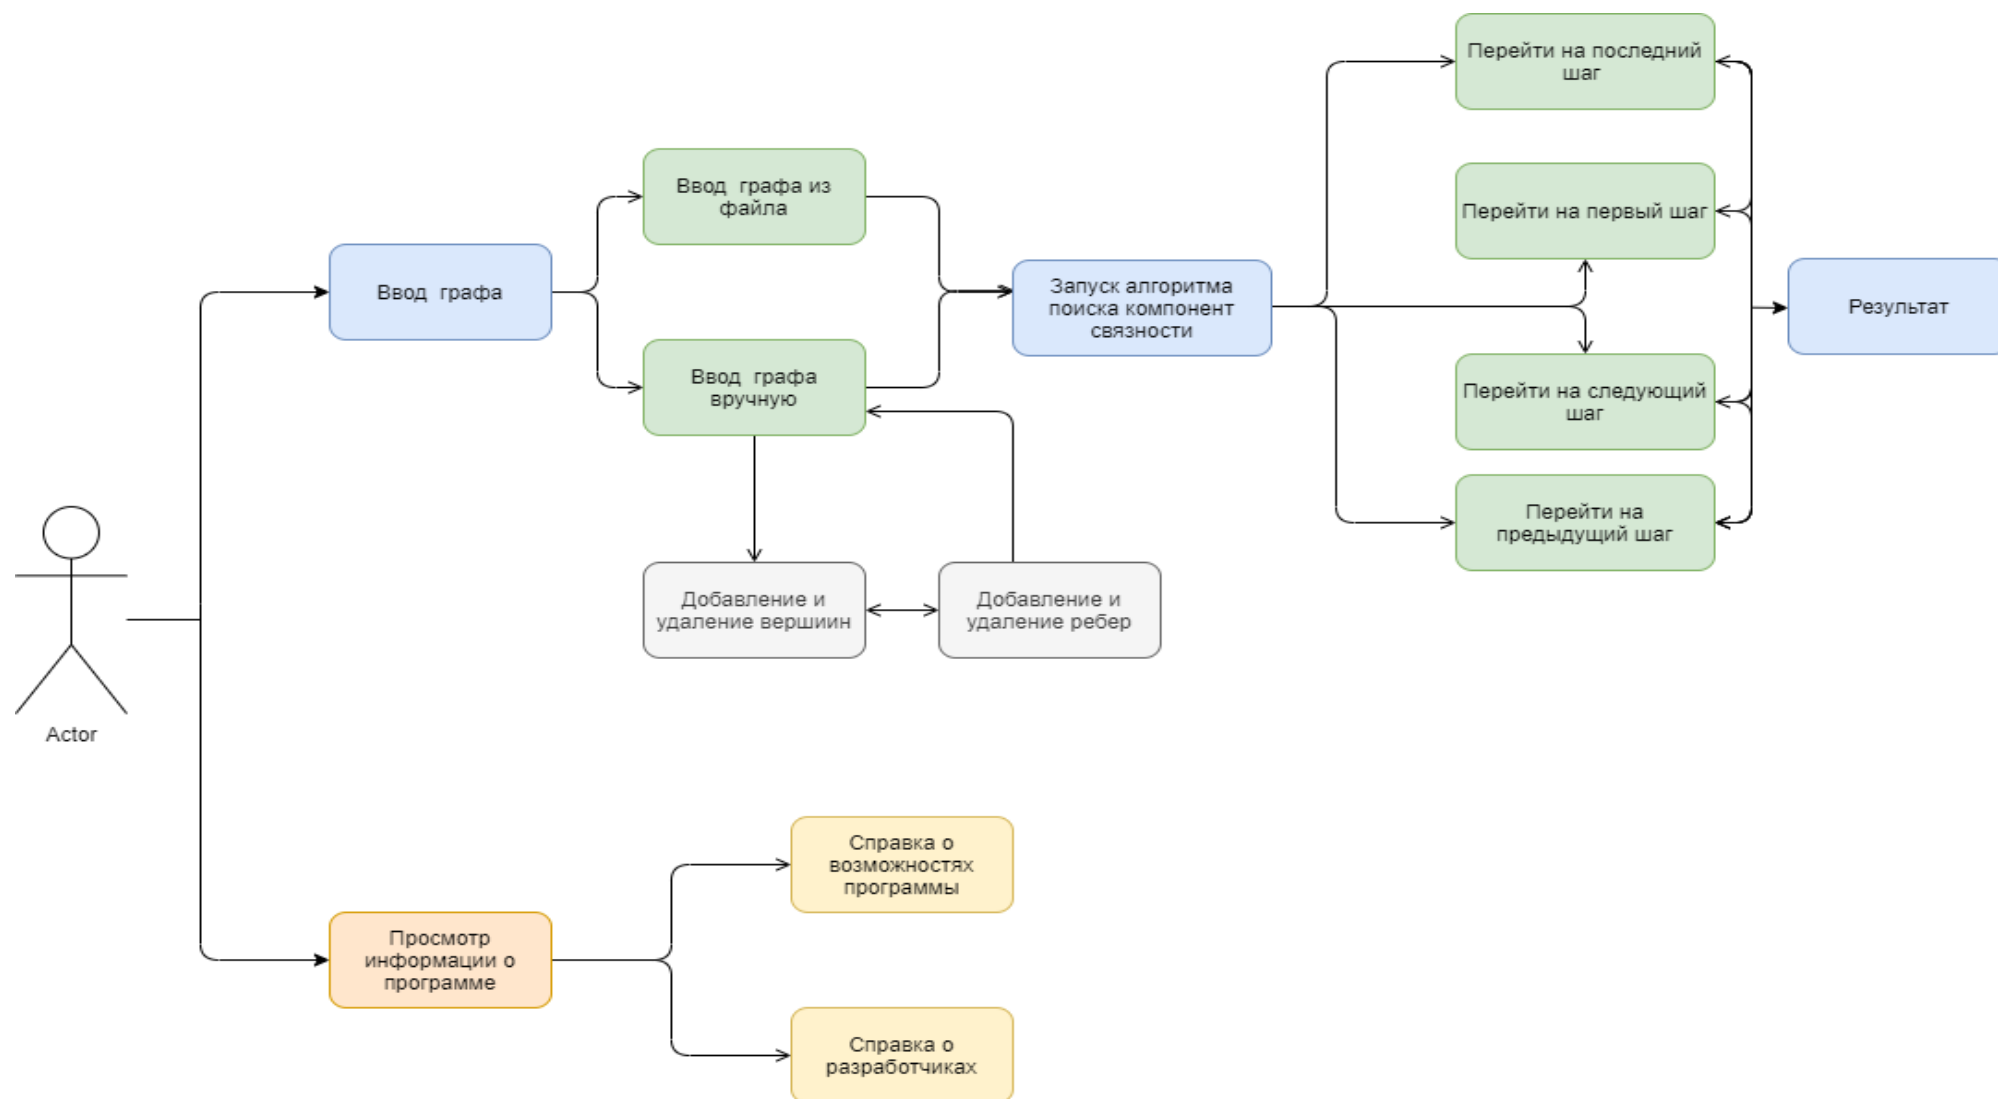 Перейти на последний
шаг
Ввод  графа из
файла
Перейти на первый шаг
Ввод  графа
Запуск алгоритма
поиска компонент
связности
Результат
Ввод  графа
вручную
Перейти на следующий
шаг
Перейти на
предыдущий шаг
Добавление и
удаление вершиин
Добавление и
удаление ребер
Actor
Справка о
возможностях
программы
Просмотр
информации о
программе
Справка о
разработчиках